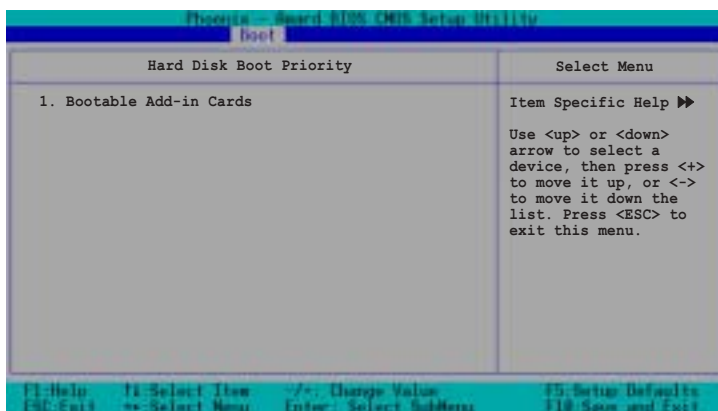 Phoenix - Award BIOS CMOS Setup Utility
Boot
Hard Disk Boot Priority
Select Menu
1. Bootable Add-in Cards
Item Specific Help
Use <up> or <down>
arrow to select a
device, then press <+>
to move it up, or <->
to move it down the
list. Press <ESC> to
exit this menu.
F1:Help ↑↓:Select Item -/+: Change Value F5:Setup Defaults
ESC:Exit Select Menu Enter: Select SubMenu F10:Save and Exit